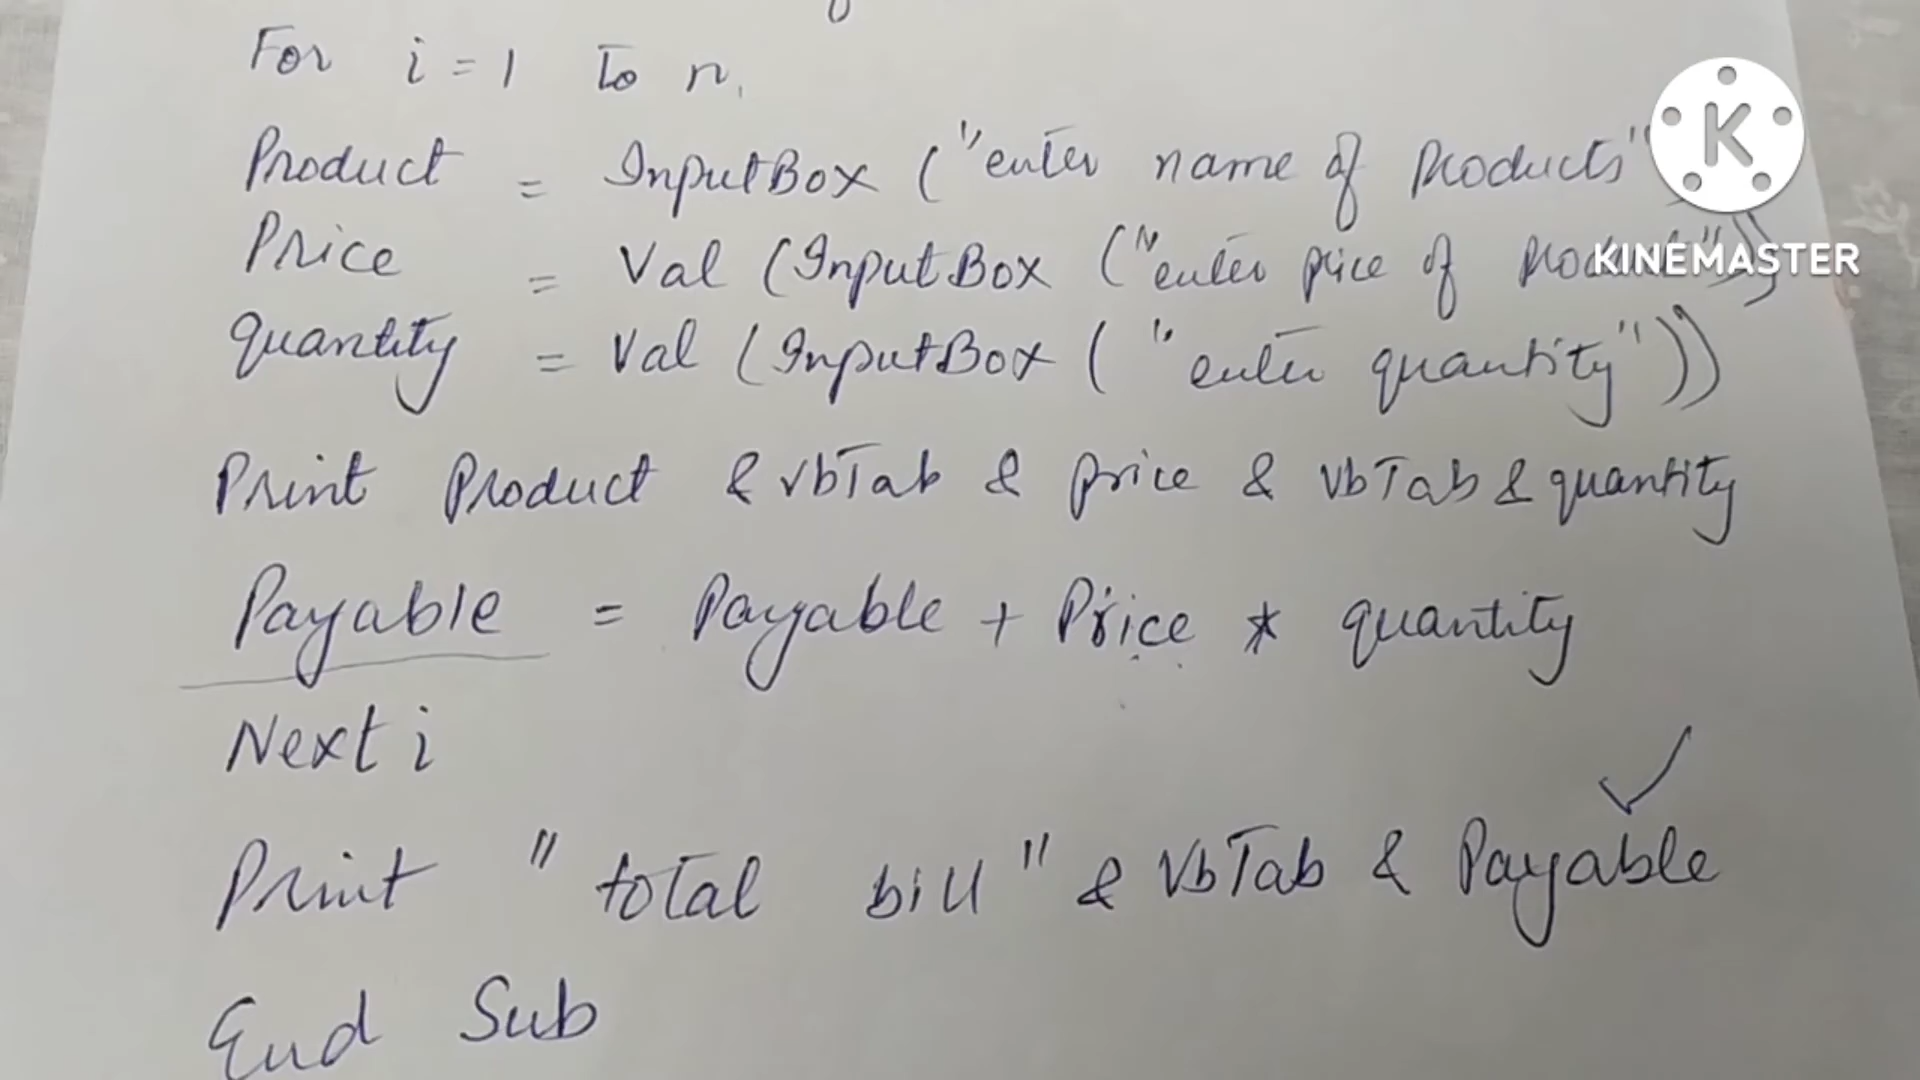 For i = 1 To n
Product = InputBox ("enter name of Products"
Price = Val (InputBox ("enter price of product"))
quantity = Val (InputBox ("enter quantity"))
Print Product & vbTab & price & vbTab & quantity
Payable = Payable + Price * quantity
Next i
Print "total bill" & VbTab & Payable
End Sub
K
KINEMASTER